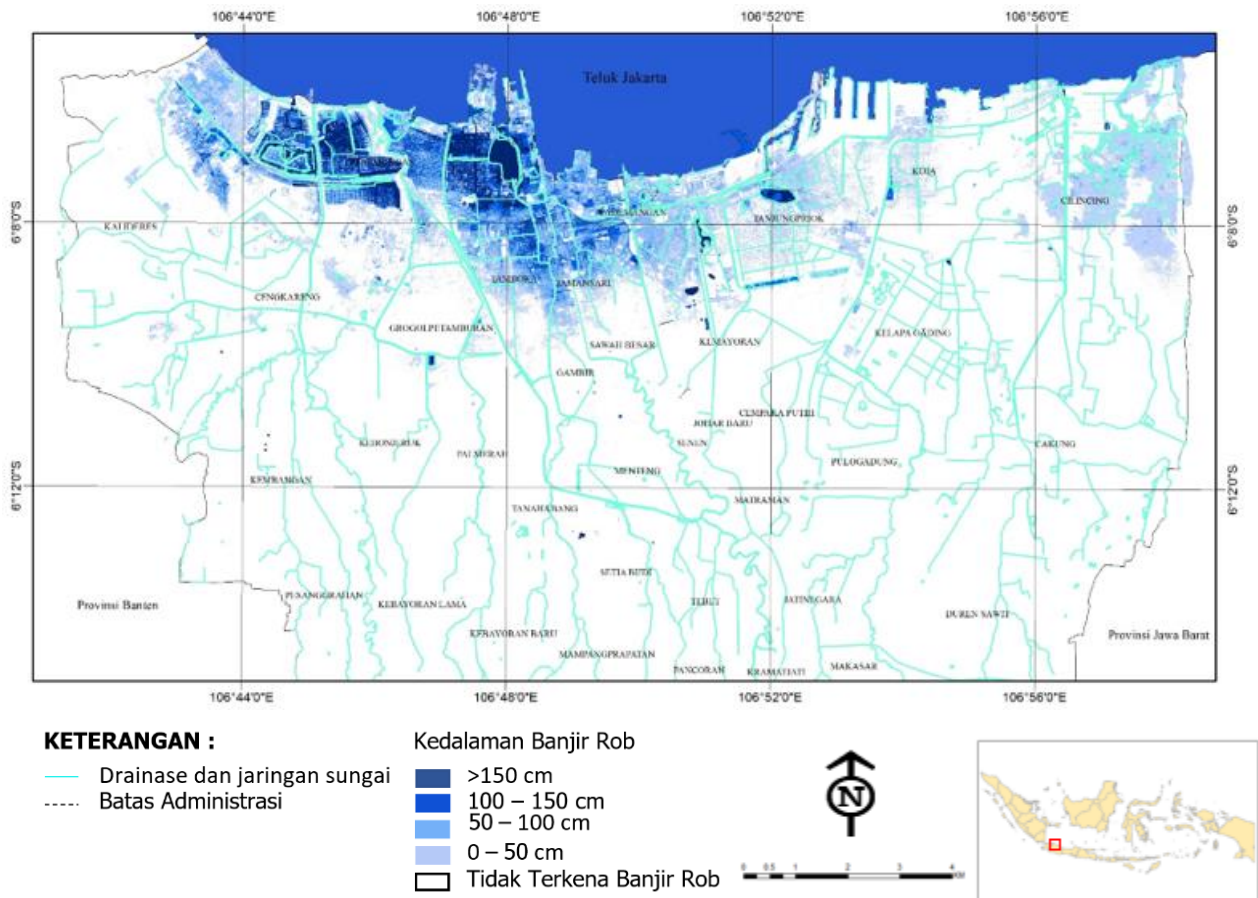 106°44'0"E 106°48'0"E 106°52'0"E 106°56'0"E
Teluk Jakarta
KOJA
CILINCING
6°8'0"S
6°8'0"S
TANJUNGPRIOK
KALIDERES
TAMBORA
TAMANSARI
CENGKARENG
GROGOLPETAMBURAN
KELAPA GADING
SAWAH BESAR
KEMAYORAN
GAMBIR
CEMPAKA PUTIH
JOHAR BARU
KEBONJERUK
SENEN
CAKUNG
PALMERAH
PULOGADUNG
MENTENG
KEMBANGAN
6°12'0"S
6°12'0"S
MATRAMAN
TANAHABANG
SETIA BUDI
PESANGGRAHAN
TEBET
JATINEGARA
Provinsi Banten
KEBAYORAN LAMA
DUREN SAWIT
KEBAYORAN BARU
Provinsi Jawa Barat
MAMPANGPRAPATAN
PANCORAN
KRAMATJATI
MAKASAR
106°44'0"E 106°48'0"E 106°52'0"E 106°56'0"E
KETERANGAN :
Drainase dan jaringan sungai
Batas Administrasi
Kedalaman Banjir Rob
>150 cm
100 – 150 cm
50 – 100 cm
0 – 50 cm
Tidak Terkena Banjir Rob
N
0 0.5 1 2 3 4
KM